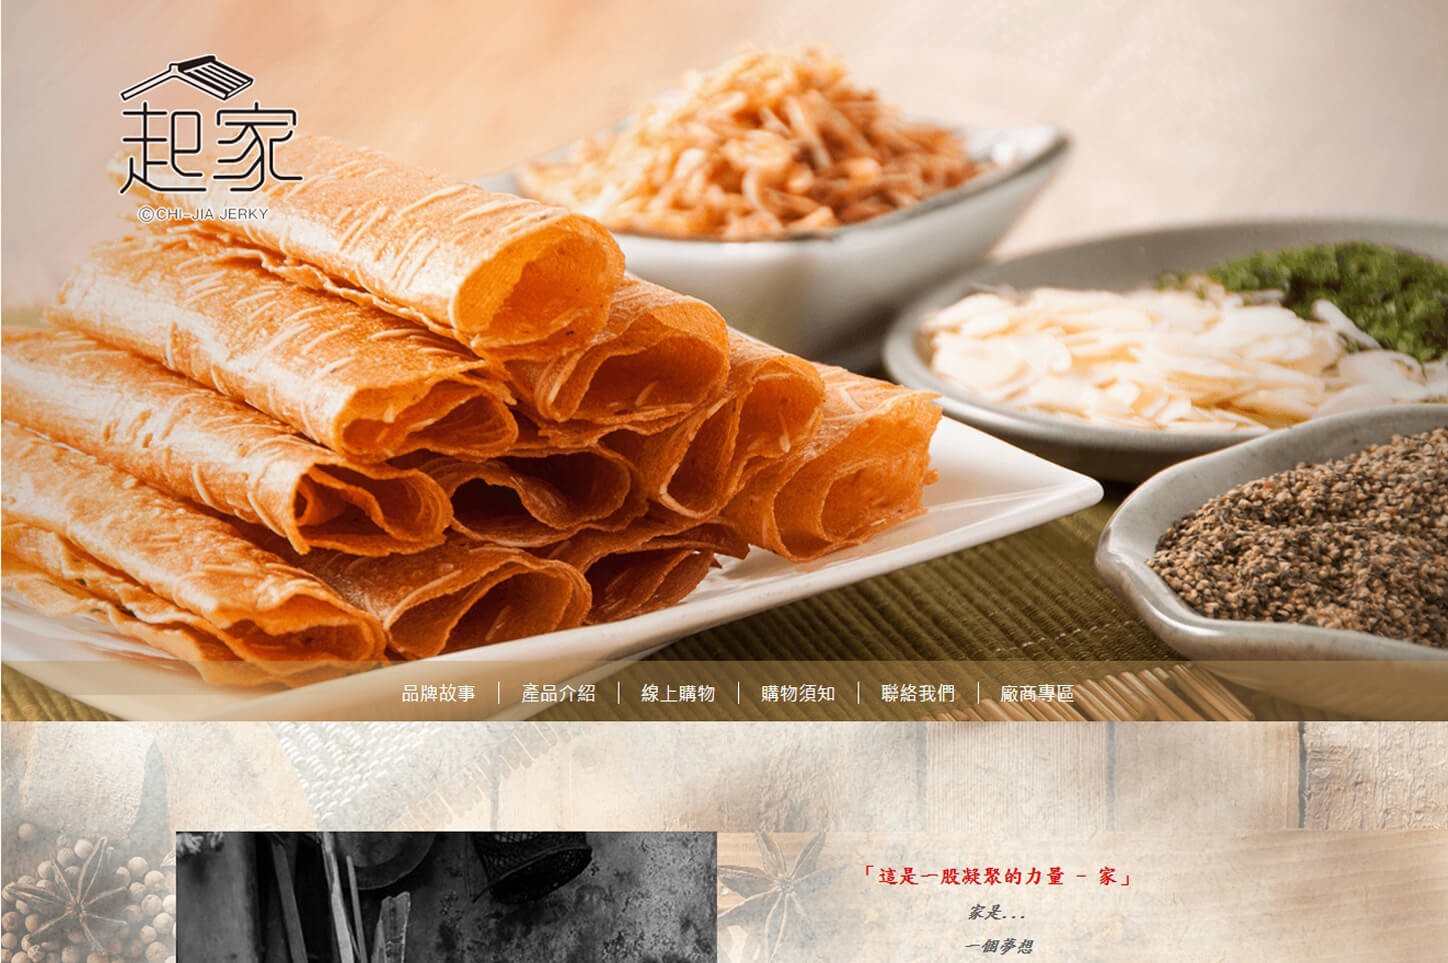 起家
©CHI-JIA JERKY
品牌故事 | 產品介紹 | 線上購物 | 購物須知 | 聯絡我們 | 廠商專區
「這是一股凝聚的力量 - 家」
家是...
一個夢想